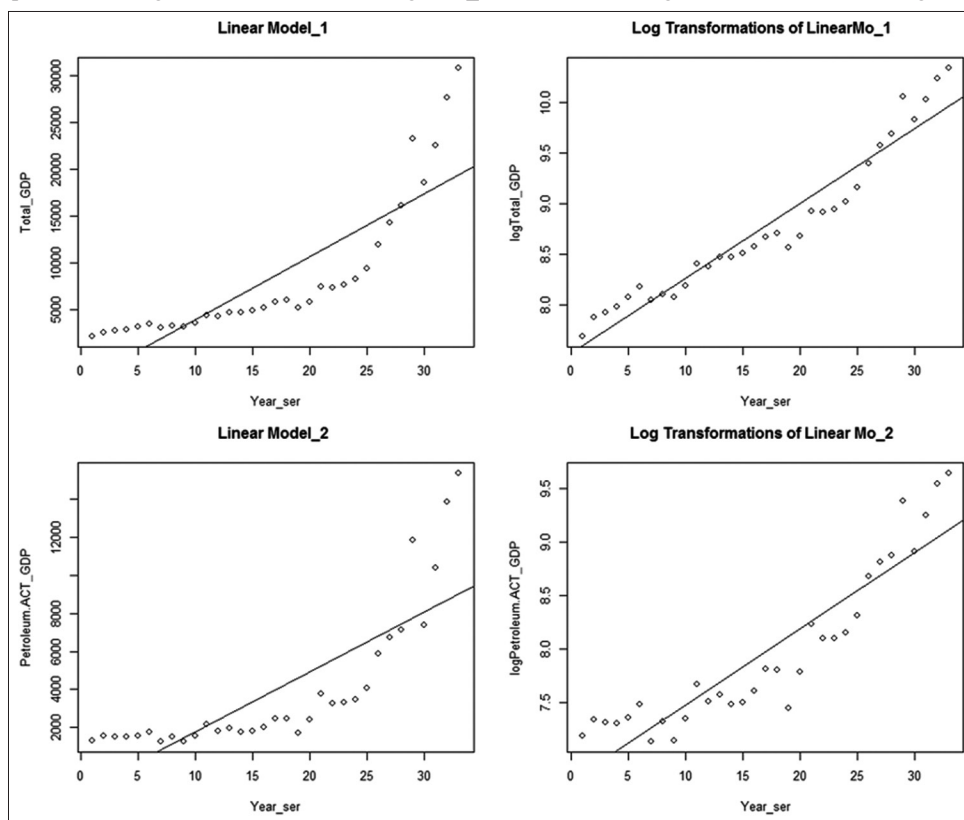 Linear Model_1
Total_GDP
30000
25000
20000
15000
10000
5000
0 5 10 15 20 25 30
Year_ser
Log Transformations of LinearMo_1
logTotal_GDP
10.0
9.5
9.0
8.5
8.0
0 5 10 15 20 25 30
Year_ser
Linear Model_2
Petroleum.ACT_GDP
12000
8000
6000
4000
2000
0 5 10 15 20 25 30
Year_ser
Log Transformations of Linear Mo_2
logPetroleum.ACT_GDP
9.5
9.0
8.5
8.0
7.5
0 5 10 15 20 25 30
Year_ser